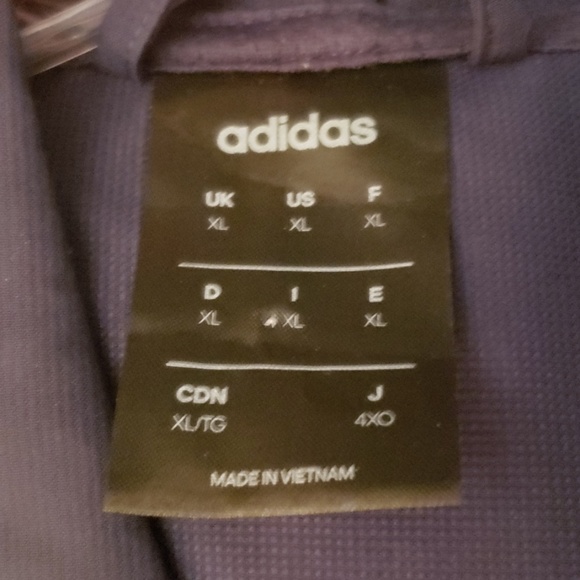 adidas
UK US F
XL XL XL
D I E
XL XL XL
CDN J
XL/TG 4XO
MADE IN VIETNAM